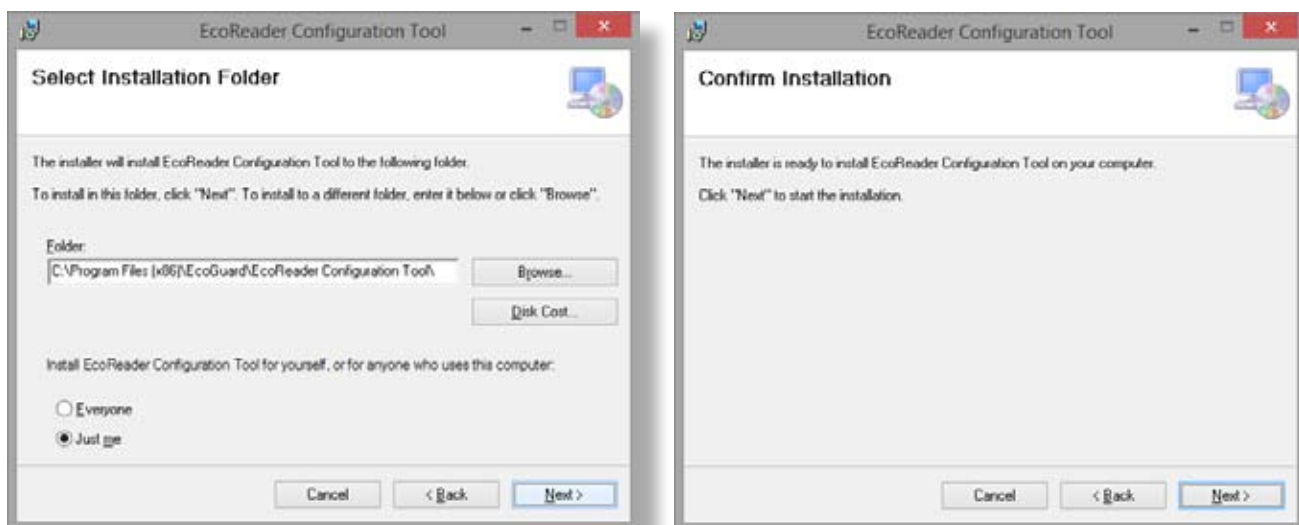 EcoReader Configuration Tool
Select Installation Folder
The installer will install EcoReader Configuration Tool to the following folder.
To install in this folder, click "Next". To install to a different folder, enter it below or click "Browse".
Folder:
C:\Program Files (x86)\EcoGuard\EcoReader Configuration Tool\
Browse...
Disk Cost...
Install EcoReader Configuration Tool for yourself, or for anyone who uses this computer:
Everyone
Just me
Cancel
< Back
Next >
EcoReader Configuration Tool
Confirm Installation
The installer is ready to install EcoReader Configuration Tool on your computer.
Click "Next" to start the installation.
Cancel
< Back
Next >